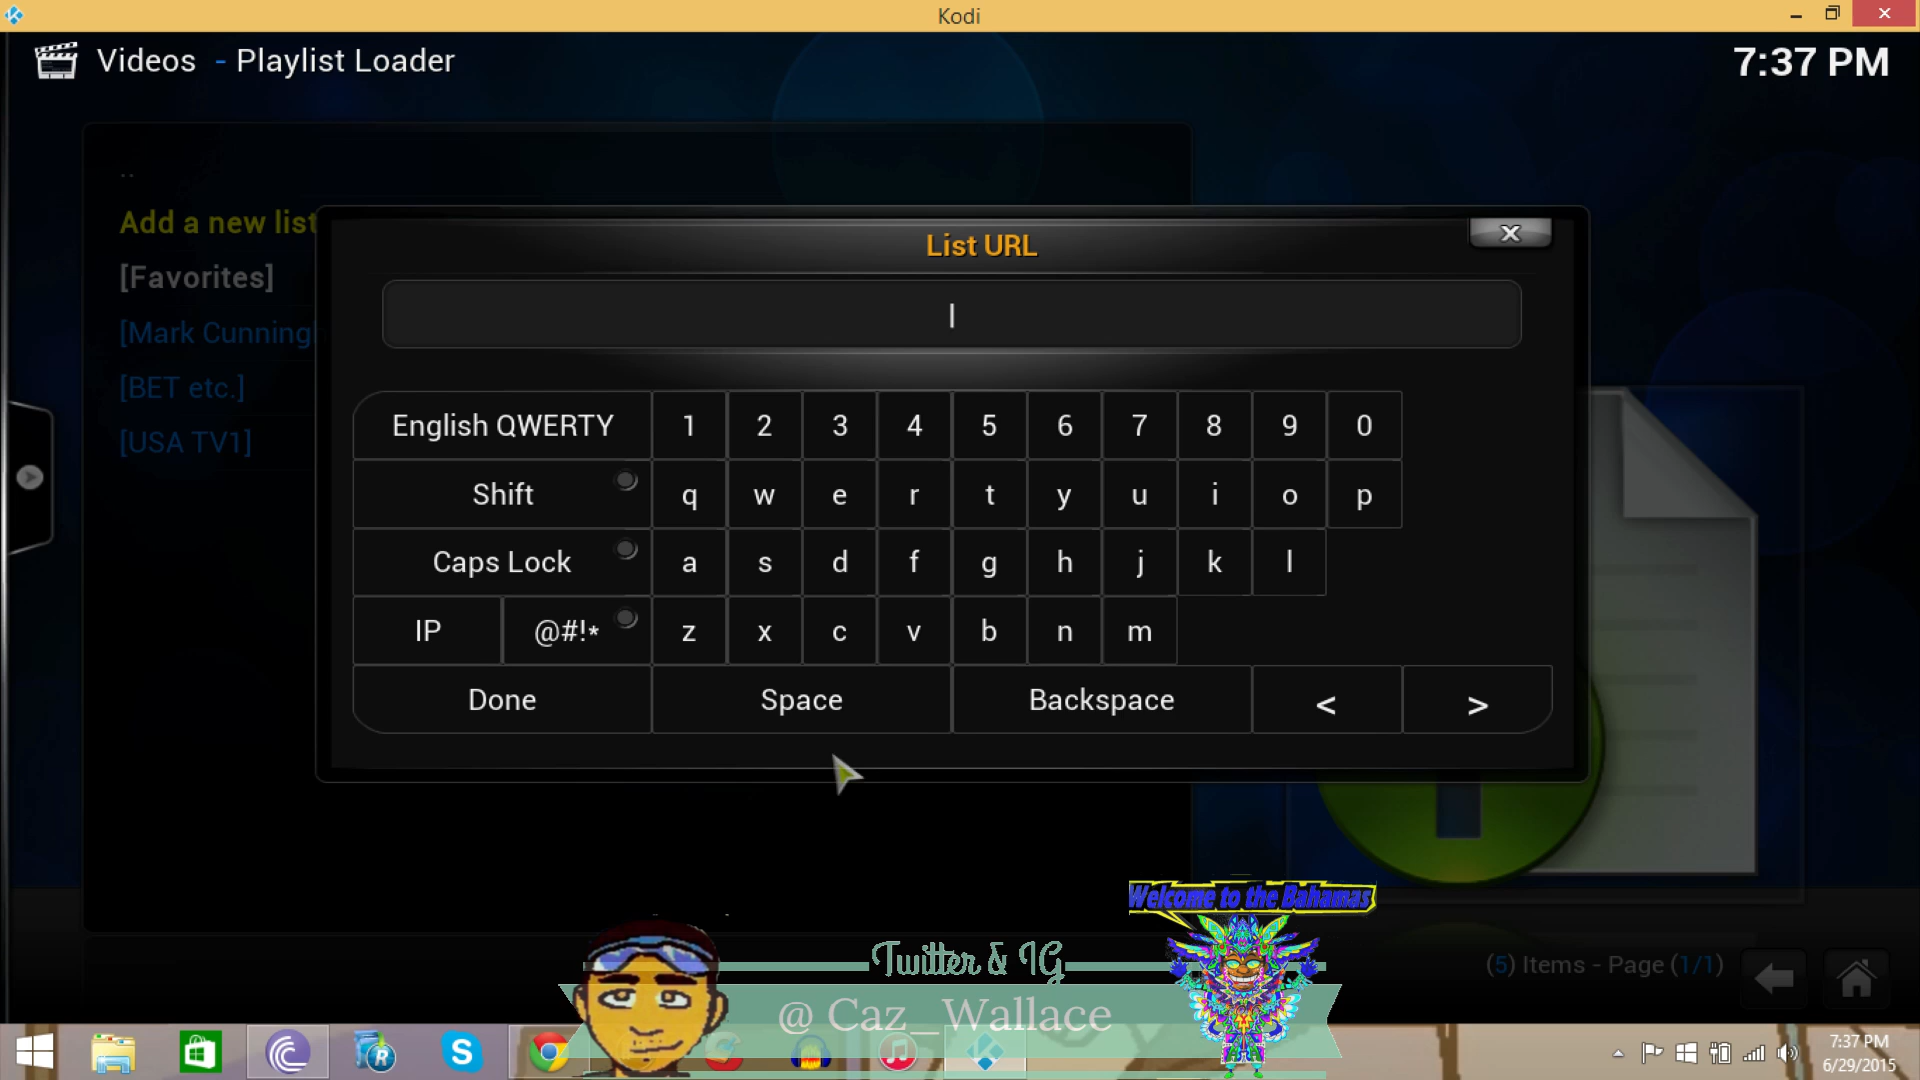 Kodi
Videos - Playlist Loader
7:37 PM
..
Add a new list
[Favorites]
[Mark Cunningh
[BET etc.]
[USA TV1]
List URL
x
English QWERTY 1 2 3 4 5 6 7 8 9 0
Shift q w e r t y u i o p
Caps Lock a s d f g h j k l
IP @#!* z x c v b n m
Done Space Backspace < >
Welcome to the Bahamas
Twitter & IG
@ Caz_Wallace
(5) Items - Page (1/1)
7:37 PM
6/29/2015